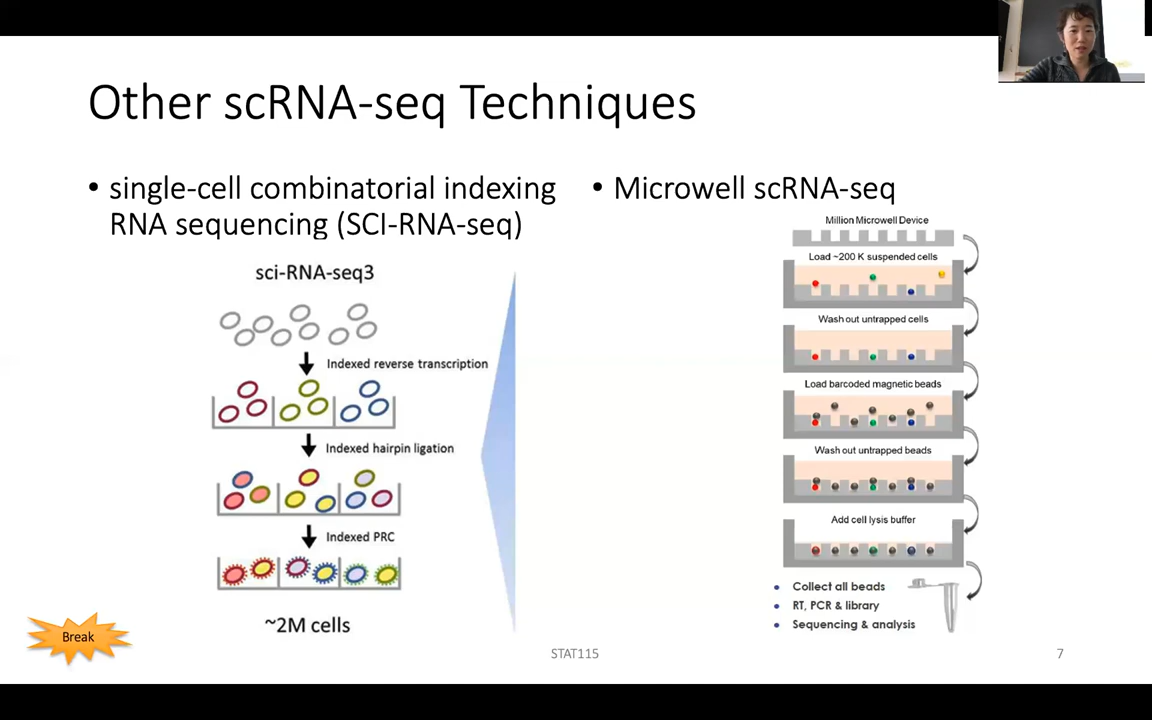 Other scRNA-seq Techniques
• single-cell combinatorial indexing
RNA sequencing (SCI-RNA-seq)
sci-RNA-seq3
Indexed reverse transcription
Indexed hairpin ligation
Indexed PRC
~2M cells
• Microwell scRNA-seq
Million Microwell Device
Load ~200 K suspended cells
Wash out untrapped cells
Load barcoded magnetic beads
Wash out untrapped beads
Add cell lysis buffer
• Collect all beads
• RT, PCR & library
• Sequencing & analysis
Break
STAT115
7